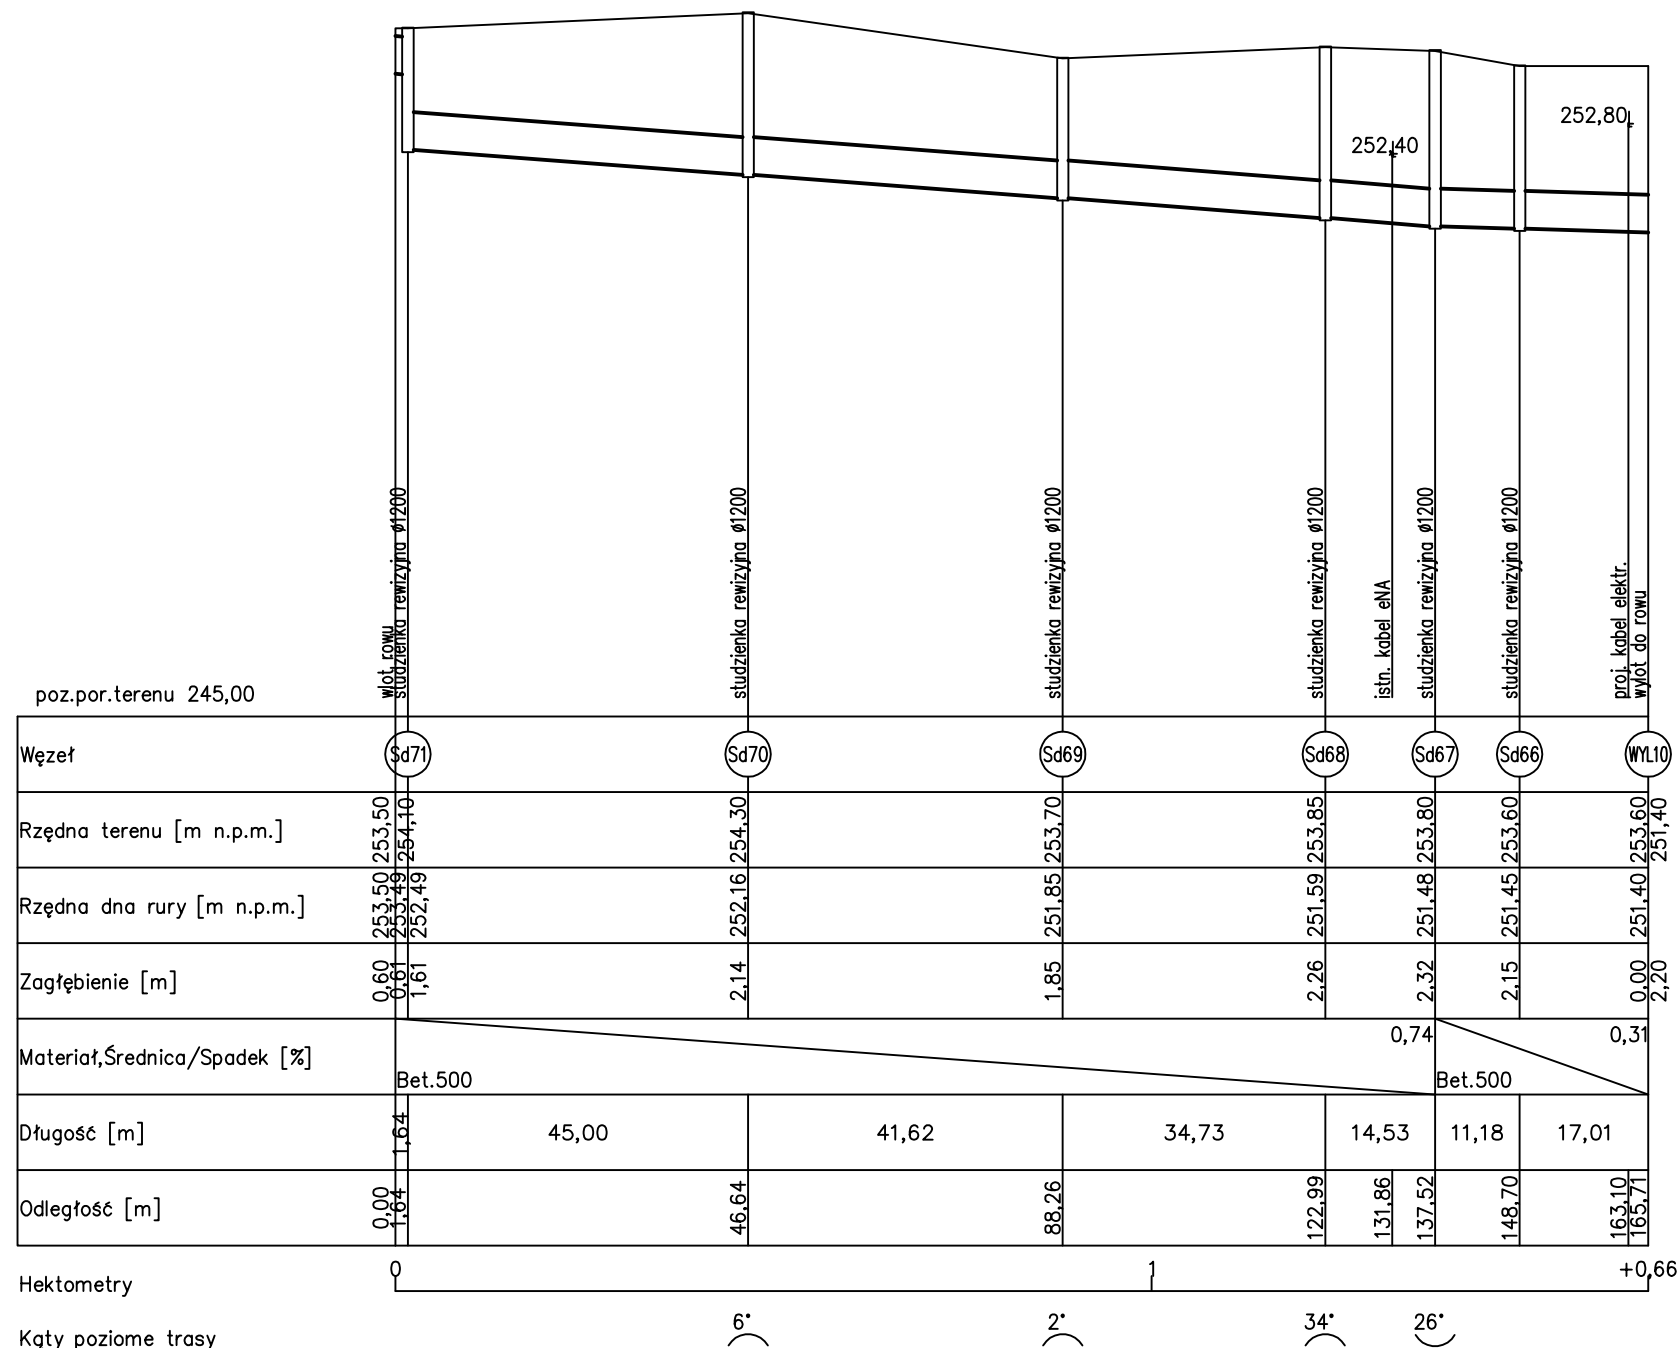 252,80
252,40
wlot rowu
studzienka rewizyjna ø1200
studzienka rewizyjna ø1200
studzienka rewizyjna ø1200
studzienka rewizyjna ø1200
istn. kabel eNA
studzienka rewizyjna ø1200
studzienka rewizyjna ø1200
proj. kabel elektr.
wylot do rowu
poz.por.terenu 245,00
Węzeł Sd71 Sd70 Sd69 Sd68 Sd67 Sd66 WYL10
Rzędna terenu [m n.p.m.] 253,50 254,10 254,30 253,70 253,85 253,80 253,60 253,60 251,40
Rzędna dna rury [m n.p.m.] 253,50 253,49 252,49 252,16 251,85 251,59 251,48 251,45 251,40
Zagłębienie [m] 0,60 0,61 1,61 2,14 1,85 2,26 2,32 2,15 0,00 2,20
0,74 0,31
Materiał,Średnica/Spadek [%]
Bet.500 Bet.500
Długość [m] 1,64 45,00 41,62 34,73 14,53 11,18 17,01
Odległość [m] 0,00 1,64 46,64 88,26 122,99 131,86 137,52 148,70 163,10 165,71
Hektometry 0 1 +0,66
Kąty poziome trasy 6° 2° 34° 26°